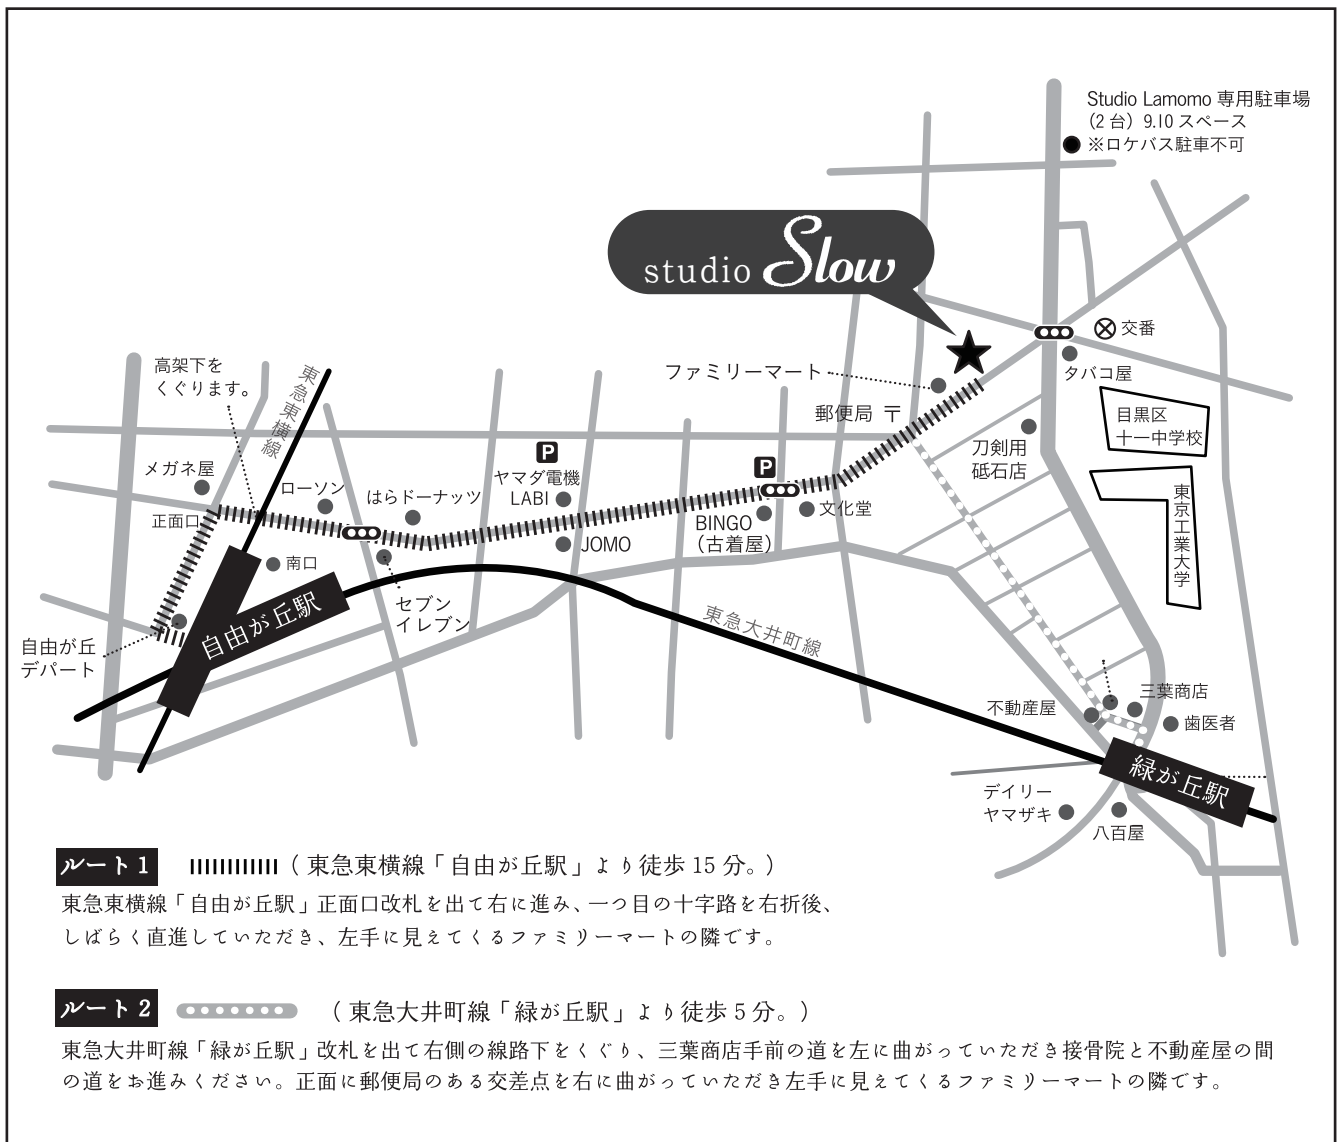 Studio Lamomo 専用駐車場
（2 台）9.10 スペース
※ロケバス駐車不可
studio Slow
交番
タバコ屋
ファミリーマート
郵便局 〒
高架下を
くぐります。
東急東横線
目黒区
十一中学校
刀剣用
砥石店
P
ヤマダ電機
LABI
P
メガネ屋
ローソン
はらドーナッツ
正面口
BINGO
（古着屋）
文化堂
東京工業大学
JOMO
南口
セブン
イレブン
自由が丘駅
自由が丘
デパート
東急大井町線
三葉商店
不動産屋
歯医者
緑が丘駅
デイリー
ヤマザキ
八百屋
ルート 1 （ 東急東横線「自由が丘駅」より徒歩 15 分。）
東急東横線「自由が丘駅」正面口改札を出て右に進み、一つ目の十字路を右折後、
しばらく直進していただき、左手に見えてくるファミリーマートの隣です。
ルート 2 （ 東急大井町線「緑が丘駅」より徒歩 5 分。）
東急大井町線「緑が丘駅」改札を出て右側の線路下をくぐり、三葉商店手前の道を左に曲がっていただき接骨院と不動産屋の間
の道をお進みください。正面に郵便局のある交差点を右に曲がっていただき左手に見えてくるファミリーマートの隣です。